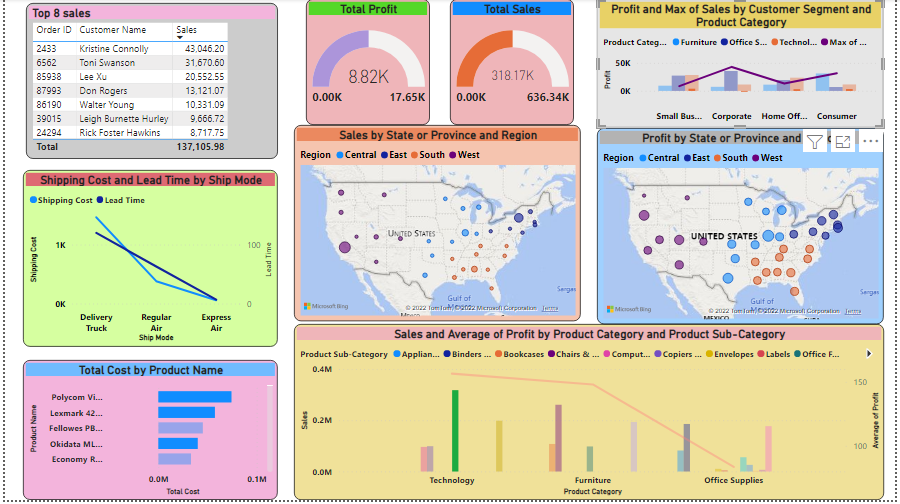 Top 8 sales
Order ID Customer Name Sales
2433 Kristine Connolly 43,046.20
6562 Toni Swanson 31,670.60
85938 Lee Xu 20,552.55
87993 Don Rogers 13,121.07
86190 Walter Young 10,331.09
39015 Leigh Burnette Hurley 9,666.72
24294 Rick Foster Hawkins 8,717.75
Total 137,105.98
Total Profit
8.82K
0.00K 17.65K
Total Sales
318.17K
0.00K 636.34K
Profit and Max of Sales by Customer Segment and
Product Category
Product Categ... Furniture Office S... Technol... Max of ...
Profit
50K
0K
Small Bus... Corporate Home Off... Consumer
Shipping Cost and Lead Time by Ship Mode
Shipping Cost Lead Time
Shipping Cost
1K
0K
100
0
Lead Time
Delivery Truck
Regular Air
Express Air
Ship Mode
Sales by State or Province and Region
Region Central East South West
UNITED STATES
Gulf of
Sargas
MEXICO
Microsoft Bing
© 2022 TomTom, © 2022 Microsoft Corporation Terms
Profit by State or Province and
Region Central East South West
UNITED STATES
Gulf of
Sargas
MEXICO
Microsoft Bing
© 2022 TomTom, © 2022 Microsoft Corporation Terms
Total Cost by Product Name
Product Name
Polycom Vi...
Lexmark 42...
Fellowes PB...
Okidata ML...
Economy R...
0.0M 0.1M
Total Cost
Sales and Average of Profit by Product Category and Product Sub-Category
Product Sub-Category Applian... Binders ... Bookcases Chairs & ... Comput... Copiers ... Envelopes Labels Office F...
Sales
0.4M
0.2M
0.0M
150
100
Average of Profit
Technology Furniture Office Supplies
Product Category